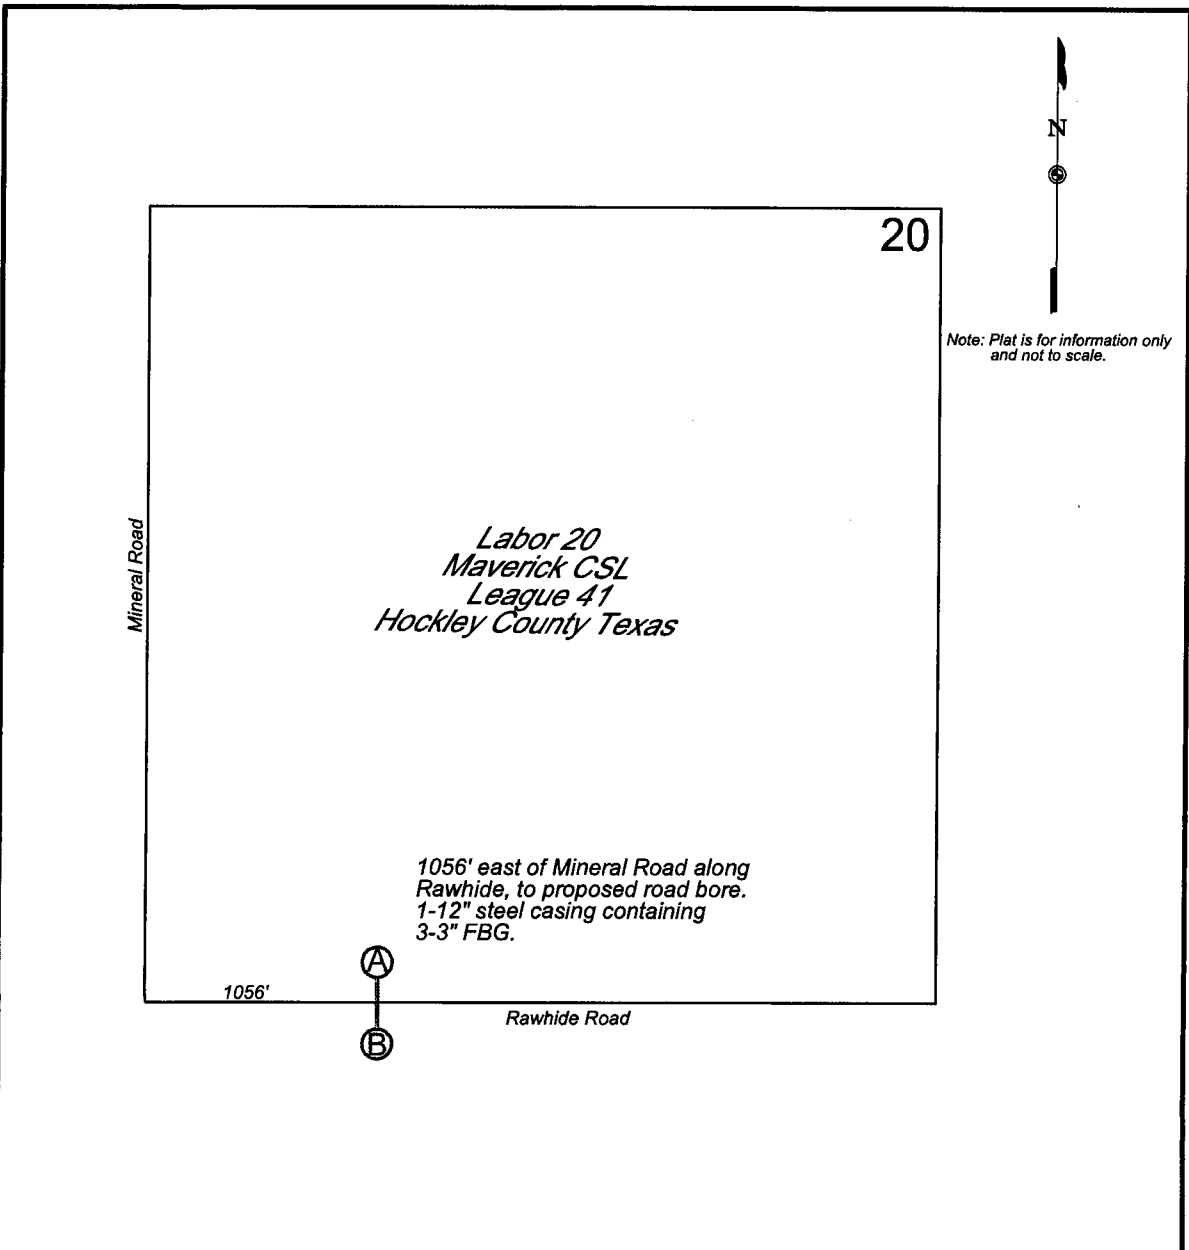 N
20
Note: Plat is for information only
and not to scale.
Mineral Road
Labor 20
Maverick CSL
League 41
Hockley County Texas
1056' east of Mineral Road along
Rawhide, to proposed road bore.
1-12" steel casing containing
3-3" FBG.
A
1056'
Rawhide Road
B